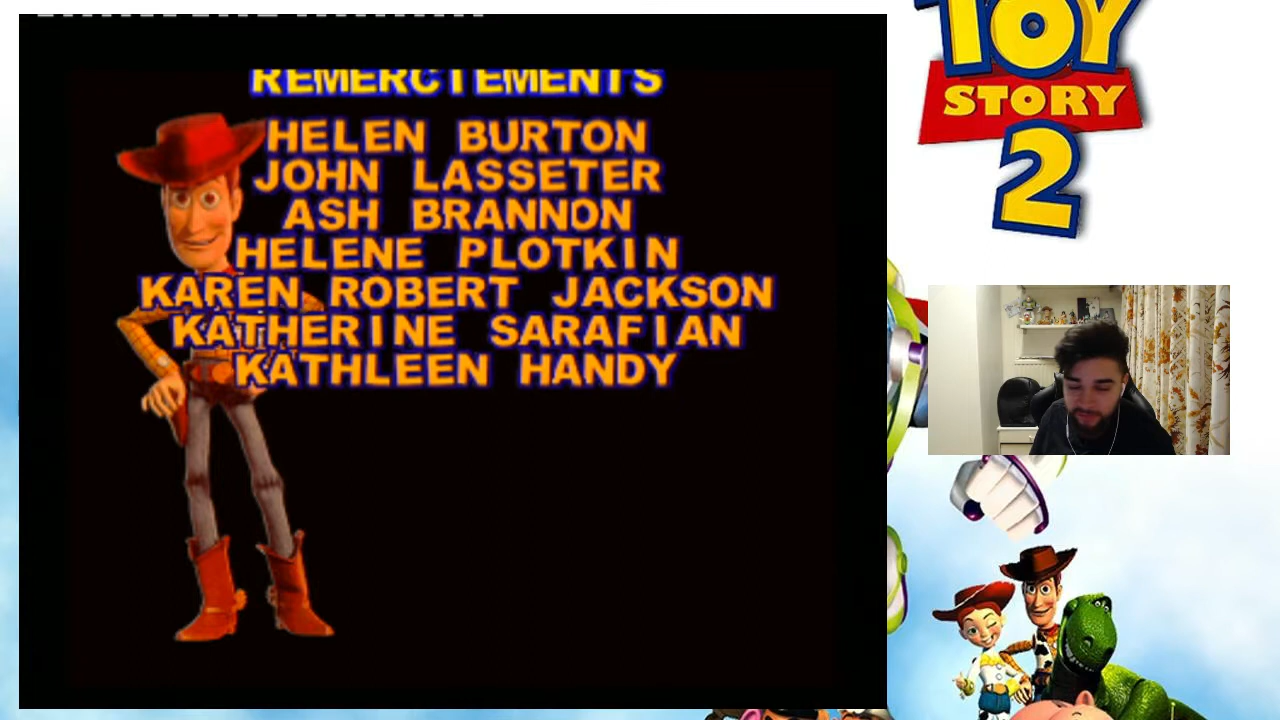 REMERCIEMENTS
HELEN BURTON
JOHN LASSETER
ASH BRANNON
HELENE PLOTKIN
KAREN ROBERT JACKSON
KATHERINE SARAFIAN
KATHLEEN HANDY
TOY
STORY
2